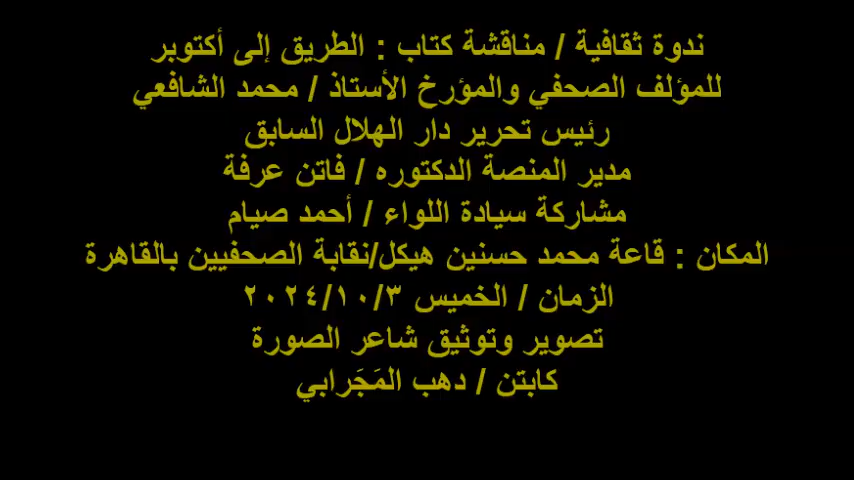 ندوة ثقافية / مناقشة كتاب : الطريق إلى أكتوبر
للمؤلف الصحفي والمؤرخ الأستاذ / محمد الشافعي
رئيس تحرير دار الهلال السابق
مدير المنصة الدكتوره / فاتن عرفة
مشاركة سيادة اللواء / أحمد صيام
المكان : قاعة محمد حسنين هيكل/نقابة الصحفيين بالقاهرة
الزمان / الخميس ٢٠٢٤/١٠/٣
تصوير وتوثيق شاعر الصورة
كابتن / دهب المَجَرابي